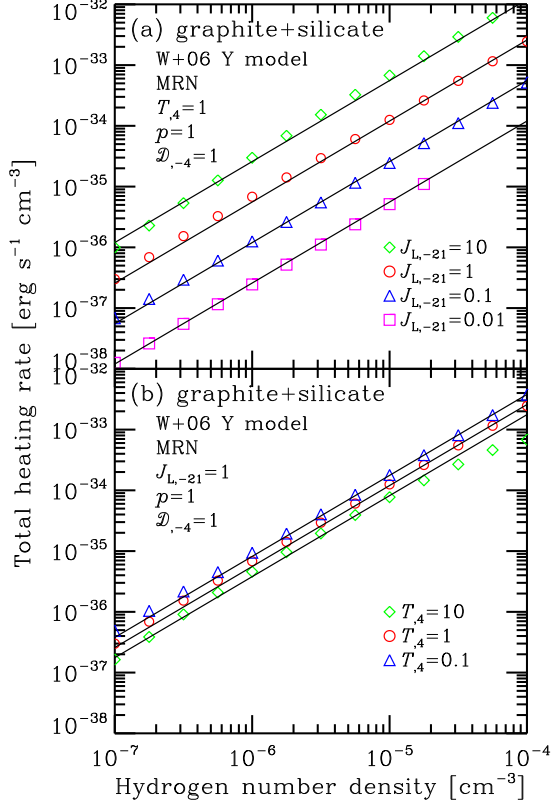 10⁻³²
(a) graphite+silicate
W+06 Y model
MRN
T,₄=1
p=1
𝒟,₋₄=1
10⁻³³
10⁻³⁴
10⁻³⁵
10⁻³⁶
10⁻³⁷
10⁻³⁸
J_L,₋₂₁=10
J_L,₋₂₁=1
J_L,₋₂₁=0.1
J_L,₋₂₁=0.01
Total heating rate [erg s⁻¹ cm⁻³]
10⁻³²
(b) graphite+silicate
W+06 Y model
MRN
J_L,₋₂₁=1
p=1
𝒟,₋₄=1
10⁻³³
10⁻³⁴
10⁻³⁵
10⁻³⁶
10⁻³⁷
10⁻³⁸
T,₄=10
T,₄=1
T,₄=0.1
10⁻⁷ 10⁻⁶ 10⁻⁵ 10⁻⁴
Hydrogen number density [cm⁻³]